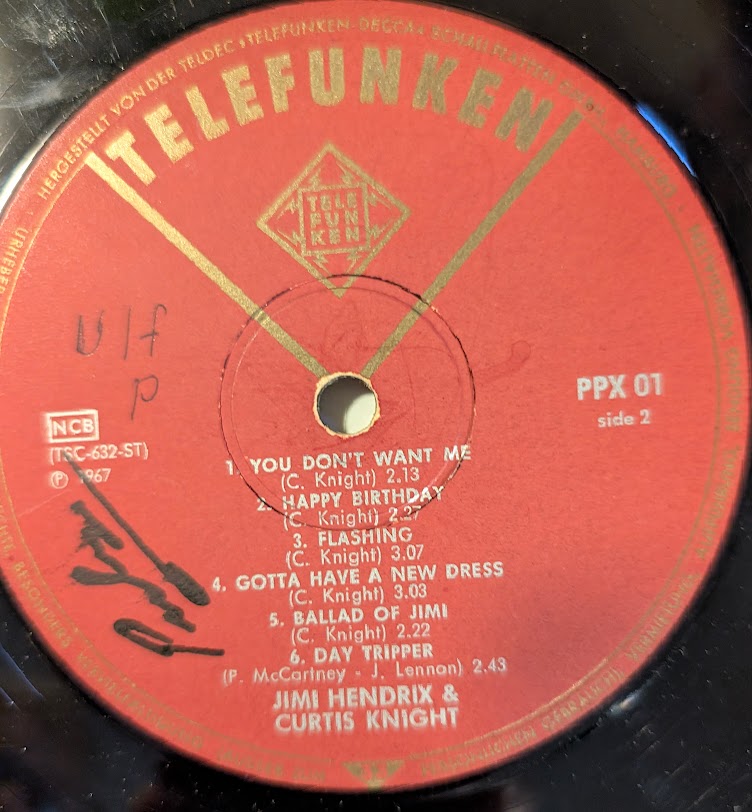 HERGESTELLT VON DER TELDEC • TELEFUNKEN-DECCA SCHALLPLATTEN
TELEFUNKEN
TELE
FUN
KEN
Ulf
P
PPX 01
side 2
NCB
(TSC-632-ST)
Ⓟ 1967
1. YOU DON'T WANT ME
(C. Knight) 2.13
2. HAPPY BIRTHDAY
(C. Knight) 2.27
3. FLASHING
(C. Knight) 3.07
4. GOTTA HAVE A NEW DRESS
(C. Knight) 3.03
5. BALLAD OF JIMI
(C. Knight) 2.22
6. DAY TRIPPER
(P. McCartney - J. Lennon) 2.43
JIMI HENDRIX &
CURTIS KNIGHT